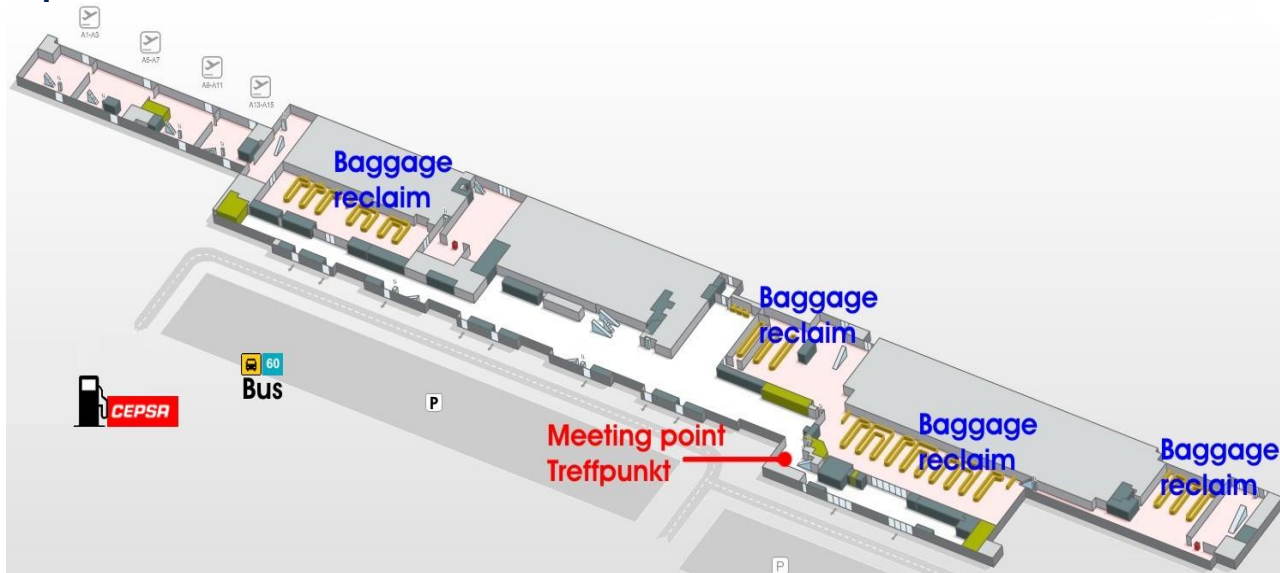 A1-A3
A5-A7
A9-A11
A13-A15
Baggage
reclaim
Baggage
reclaim
60
Bus
P
CEPSA
Meeting point
Treffpunkt
Baggage
reclaim
Baggage
reclaim
P